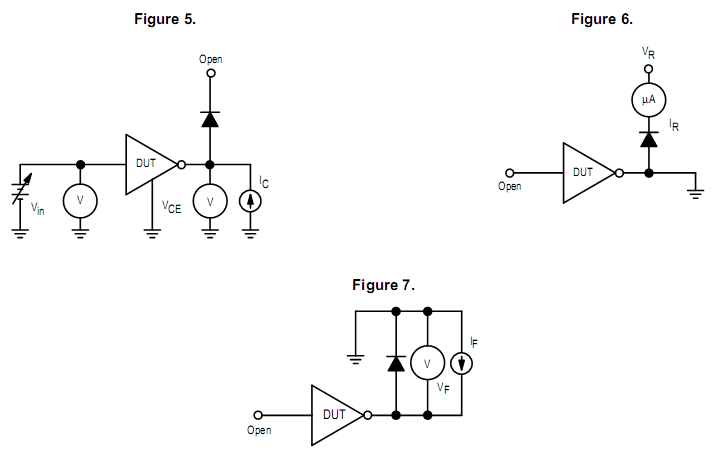 Figure 5.
Open
DUT
V
Vin
VCE
V
IC
Figure 6.
VR
µA
IR
DUT
Open
Figure 7.
IF
V
VF
DUT
Open